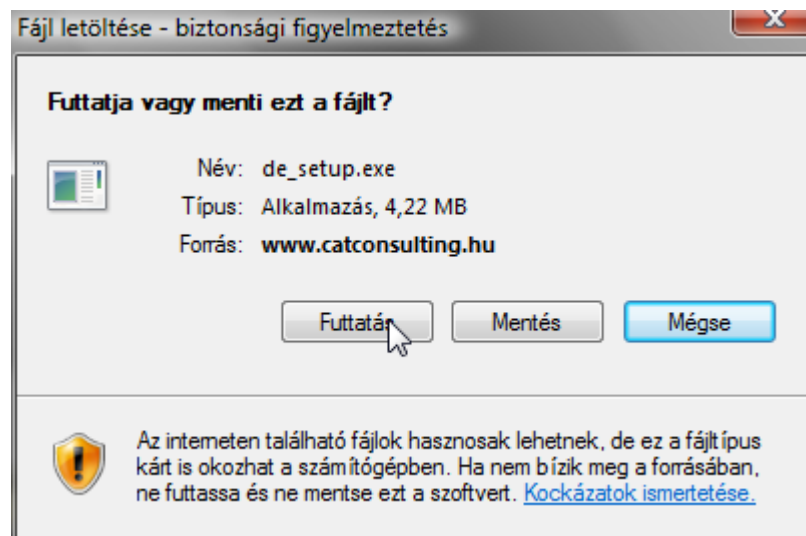 Fájl letöltése - biztonsági figyelmeztetés
Futtatja vagy menti ezt a fájlt?
Név: de_setup.exe
Típus: Alkalmazás, 4,22 MB
Forrás: www.catconsulting.hu
Futtatás Mentés Mégse
Az interneten található fájlok hasznosak lehetnek, de ez a fájltípus
kárt is okozhat a számítógépben. Ha nem bízik meg a forrásában,
ne futtassa és ne mentse ezt a szoftvert. Kockázatok ismertetése.